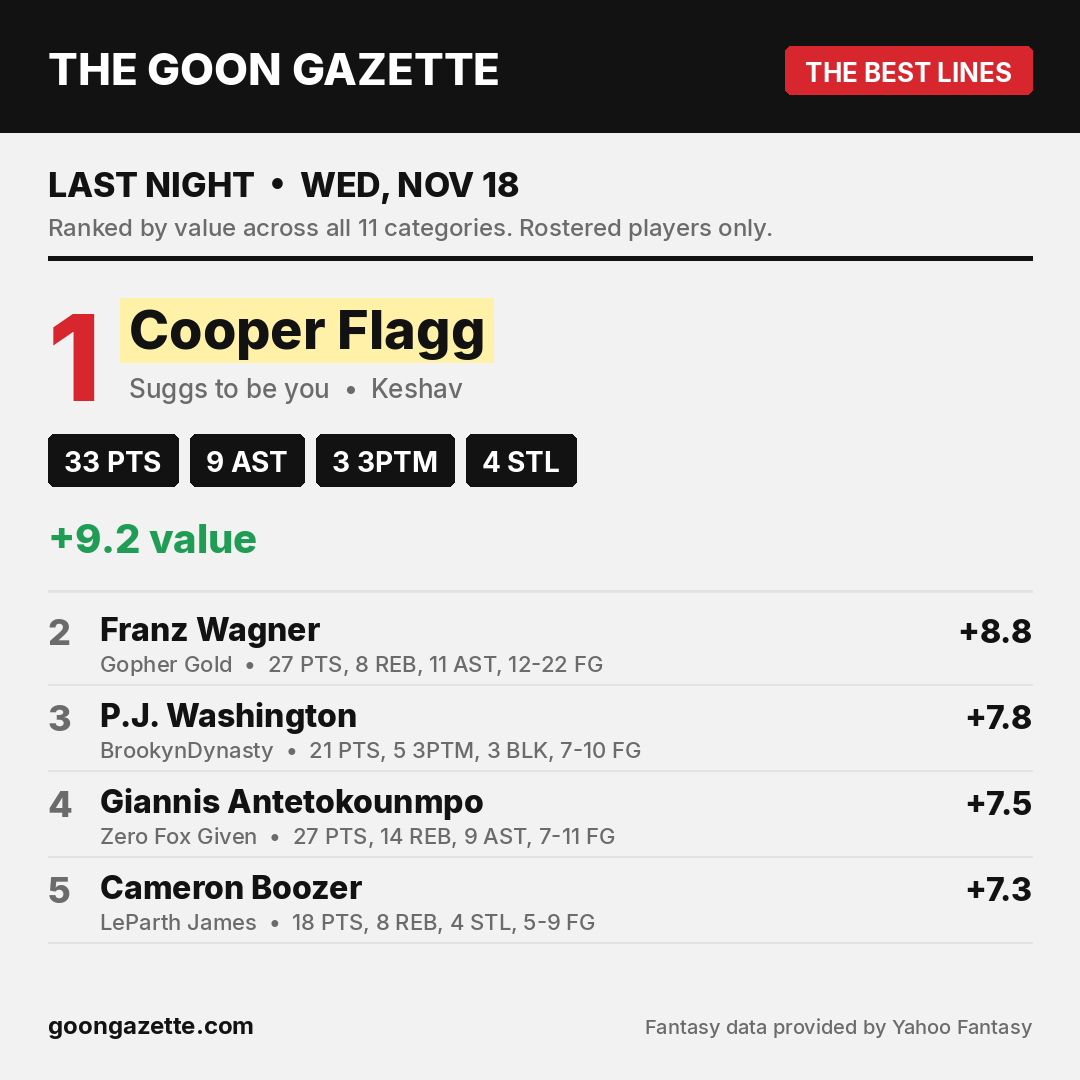 THE GOON GAZETTE
THE BEST LINES
LAST NIGHT • WED, NOV 18
Ranked by value across all 11 categories. Rostered players only.
1
Cooper Flagg
Suggs to be you • Keshav
33 PTS 9 AST 3 3PTM 4 STL
+9.2 value
2 Franz Wagner +8.8
Gopher Gold • 27 PTS, 8 REB, 11 AST, 12-22 FG
3 P.J. Washington +7.8
BrookynDynasty • 21 PTS, 5 3PTM, 3 BLK, 7-10 FG
4 Giannis Antetokounmpo +7.5
Zero Fox Given • 27 PTS, 14 REB, 9 AST, 7-11 FG
5 Cameron Boozer +7.3
LeParth James • 18 PTS, 8 REB, 4 STL, 5-9 FG
goongazette.com
Fantasy data provided by Yahoo Fantasy